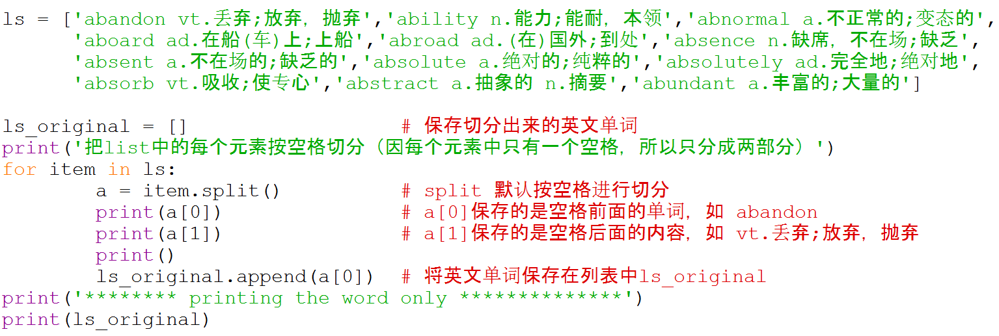 ls = ['abandon vt.丢弃;放弃，抛弃','ability n.能力;能耐，本领','abnormal a.不正常的;变态的',
'aboard ad.在船(车)上;上船','abroad ad.(在)国外;到处','absence n.缺席，不在场;缺乏',
'absent a.不在场的;缺乏的','absolute a.绝对的;纯粹的','absolutely ad.完全地;绝对地',
'absorb vt.吸收;使专心','abstract a.抽象的 n.摘要','abundant a.丰富的;大量的']
ls_original = [] # 保存切分出来的英文单词
print('把list中的每个元素按空格切分（因每个元素中只有一个空格，所以只分成两部分）')
for item in ls:
a = item.split() # split 默认按空格进行切分
print(a[0]) # a[0]保存的是空格前面的单词，如 abandon
print(a[1]) # a[1]保存的是空格后面的内容，如 vt.丢弃;放弃，抛弃
print()
ls_original.append(a[0]) # 将英文单词保存在列表中ls_original
print('******** printing the word only **************')
print(ls_original)